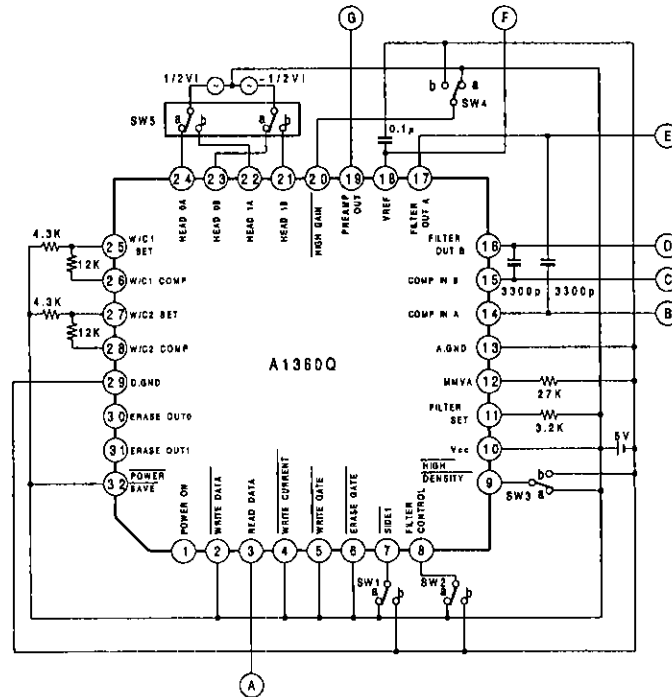 G
F
1/2VI
-1/2VI
b
a
SW4
SW5
a
b
a
b
0.1μ
E
24
23
22
21
20
19
18
17
HEAD 0A
HEAD 0B
HEAD 1A
HEAD 1B
HIGH GAIN
PREAMP OUT
VREF
FILTER OUT A
4.3K
25
W/C1 SET
12K
26
W/C1 COMP
4.3K
27
W/C2 SET
12K
28
W/C2 COMP
29
D.GND
30
ERASE OUT0
31
ERASE OUT1
32
POWER SAVE
A1360Q
FILTER OUT B
16
D
COMP IN B
15
C
3300p
3300p
COMP IN A
14
B
A.GND
13
MMVA
12
27K
FILTER SET
11
3.2K
Vcc
10
5V
HIGH DENSITY
9
SW3
b
a
POWER ON
WRITE DATA
READ DATA
WRITE CURRENT
WRITE GATE
ERASE GATE
SIDE1
FILTER CONTROL
1
2
3
4
5
6
7
8
SW1
a
b
SW2
a
b
A